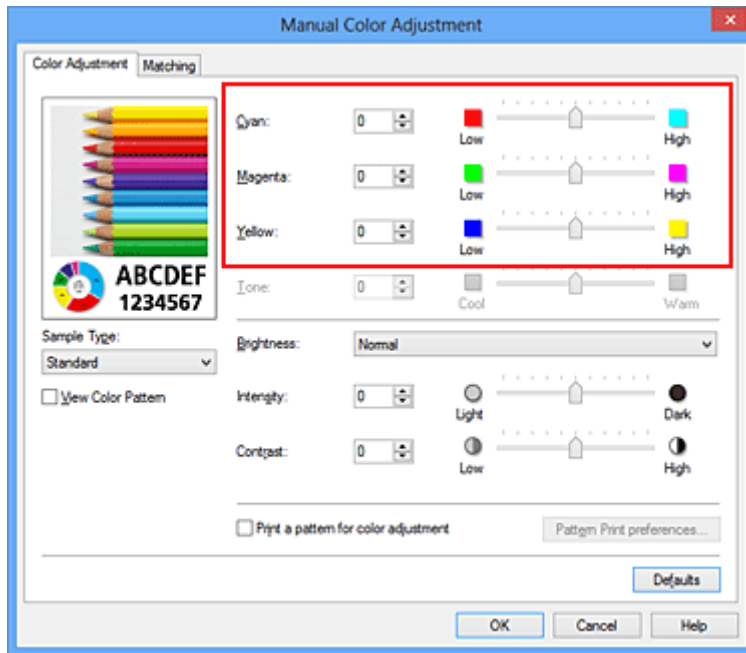 Manual Color Adjustment
Color Adjustment Matching
Cyan: 0 Low High
Magenta: 0 Low High
Yellow: 0 Low High
ABCDEF
1234567
Tone: 0 Cool Warm
Sample Type:
Standard
View Color Pattern
Brightness: Normal
Intensity: 0 Light Dark
Contrast: 0 Low High
Print a pattern for color adjustment Pattern Print preferences...
Defaults
OK Cancel Help